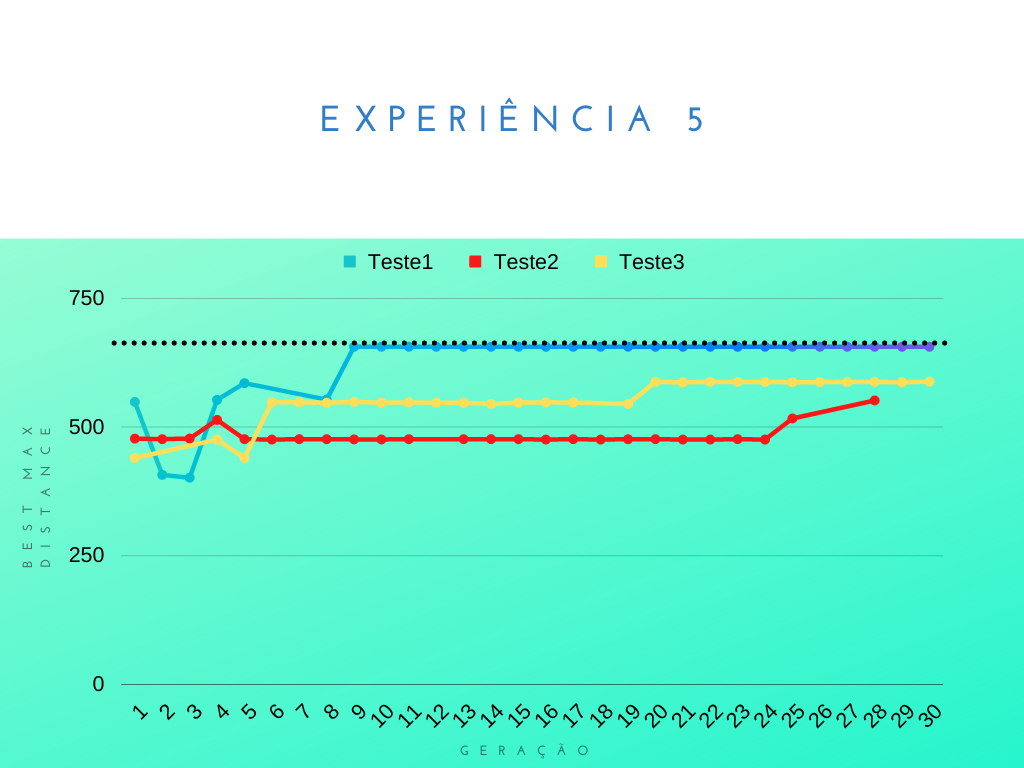 EXPERIÊNCIA 5
Teste1 Teste2 Teste3
750
500
250
0
BEST MAX
DISTANCE
1 2 3 4 5 6 7 8 9 10 11 12 13 14 15 16 17 18 19 20 21 22 23 24 25 26 27 28 29 30
GERAÇÃO